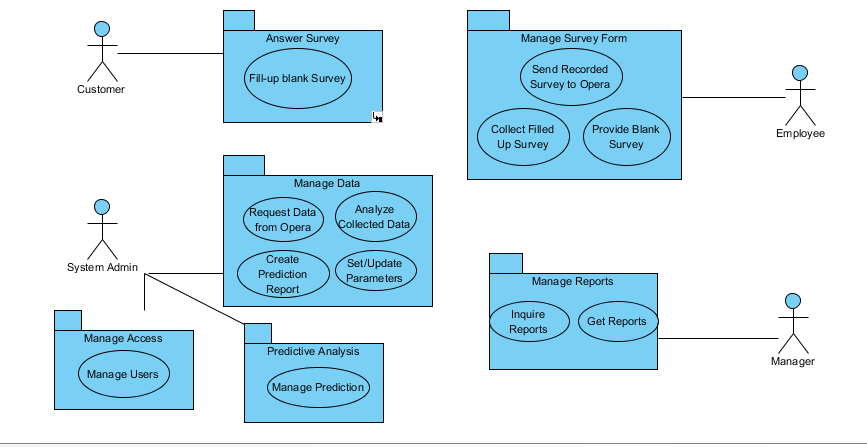 Answer Survey
Fill-up blank Survey
Customer
Manage Survey Form
Send Recorded
Survey to Opera
Collect Filled
Up Survey
Provide Blank
Survey
Employee
Manage Data
Request Data
from Opera
Analyze
Collected Data
Create
Prediction
Report
Set/Update
Parameters
System Admin
Manage Access
Manage Users
Predictive Analysis
Manage Prediction
Manage Reports
Inquire
Reports
Get Reports
Manager